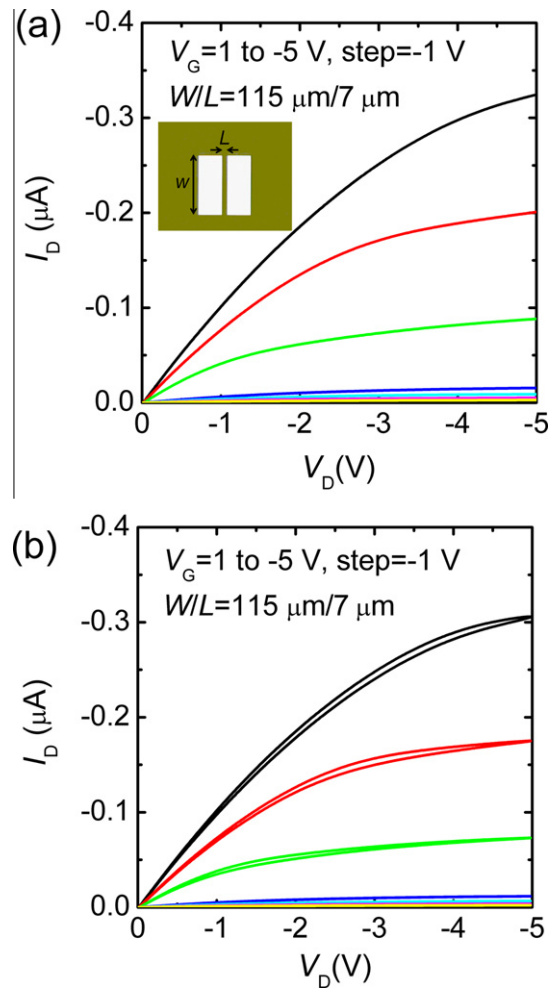 (a)
-0.4
V_G=1 to -5 V, step=-1 V
W/L=115 μm/7 μm
-0.3
L
W
-0.2
I_D (μA)
-0.1
0.0
0 -1 -2 -3 -4 -5
V_D(V)
(b)
-0.4
V_G=1 to -5 V, step=-1 V
W/L=115 μm/7 μm
-0.3
-0.2
I_D (μA)
-0.1
0.0
0 -1 -2 -3 -4 -5
V_D(V)